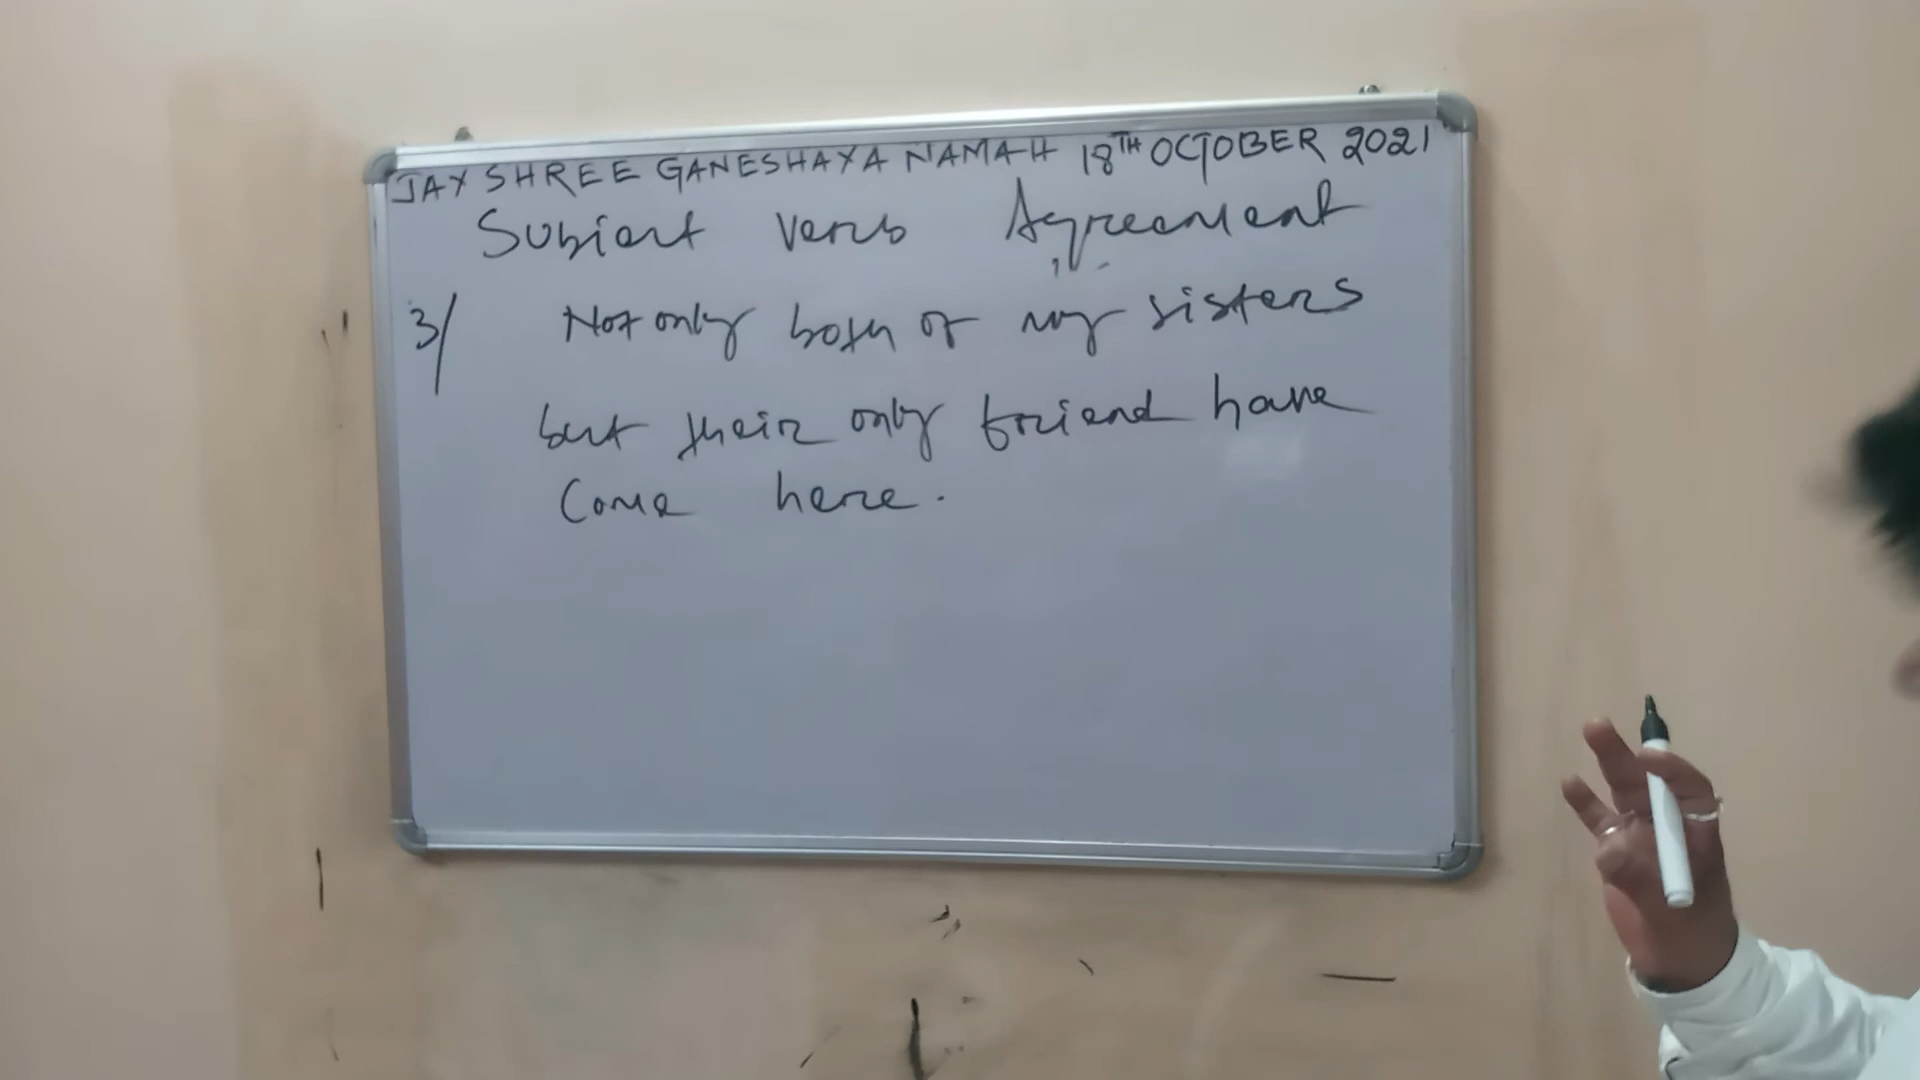 JAY SHREE GANESHAYA NAMAH 18TH OCTOBER 2021
Subject Verb Agreement
3/ Not only both of my sisters
but their only friend have
Come here.